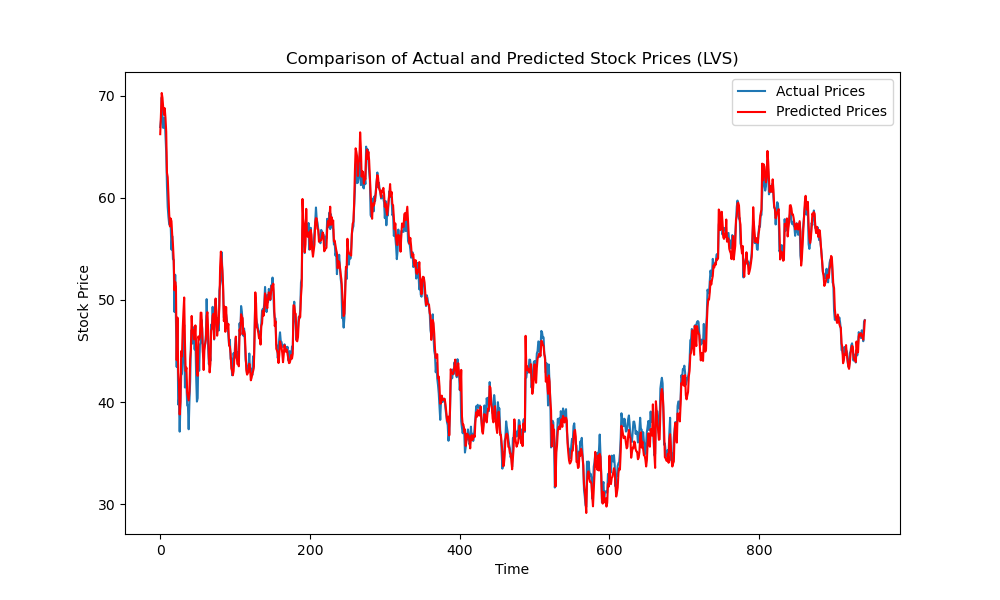 Comparison of Actual and Predicted Stock Prices (LVS)
Actual Prices
Predicted Prices
70
60
50
40
30
Stock Price
0 200 400 600 800
Time